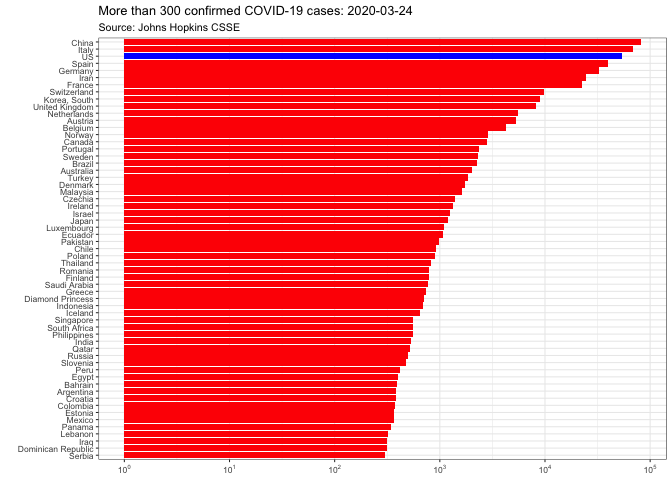 More than 300 confirmed COVID-19 cases: 2020-03-24
Source: Johns Hopkins CSSE
China
Italy
US
Spain
Germany
Iran
France
Switzerland
Korea, South
United Kingdom
Netherlands
Austria
Belgium
Norway
Canada
Portugal
Sweden
Brazil
Australia
Turkey
Denmark
Malaysia
Czechia
Ireland
Israel
Japan
Luxembourg
Ecuador
Pakistan
Chile
Poland
Thailand
Romania
Finland
Saudi Arabia
Greece
Diamond Princess
Indonesia
Iceland
Singapore
South Africa
Philippines
India
Qatar
Russia
Slovenia
Peru
Egypt
Bahrain
Argentina
Croatia
Colombia
Estonia
Mexico
Panama
Lebanon
Iraq
Dominican Republic
Serbia
10⁰ 10¹ 10² 10³ 10⁴ 10⁵